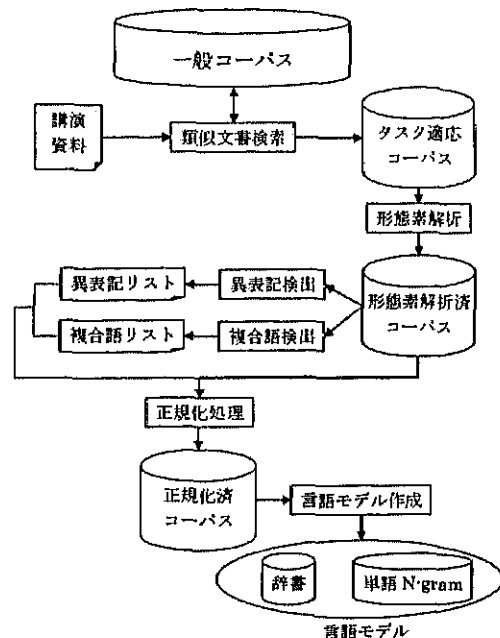 一般コーパス
講演
資料
類似文書検索
タスク適応
コーパス
形態素解析
異表記リスト
異表記検出
形態素解析済
コーパス
複合語リスト
複合語検出
正規化処理
正規化済
コーパス
言語モデル作成
辞書
単語 N-gram
言語モデル